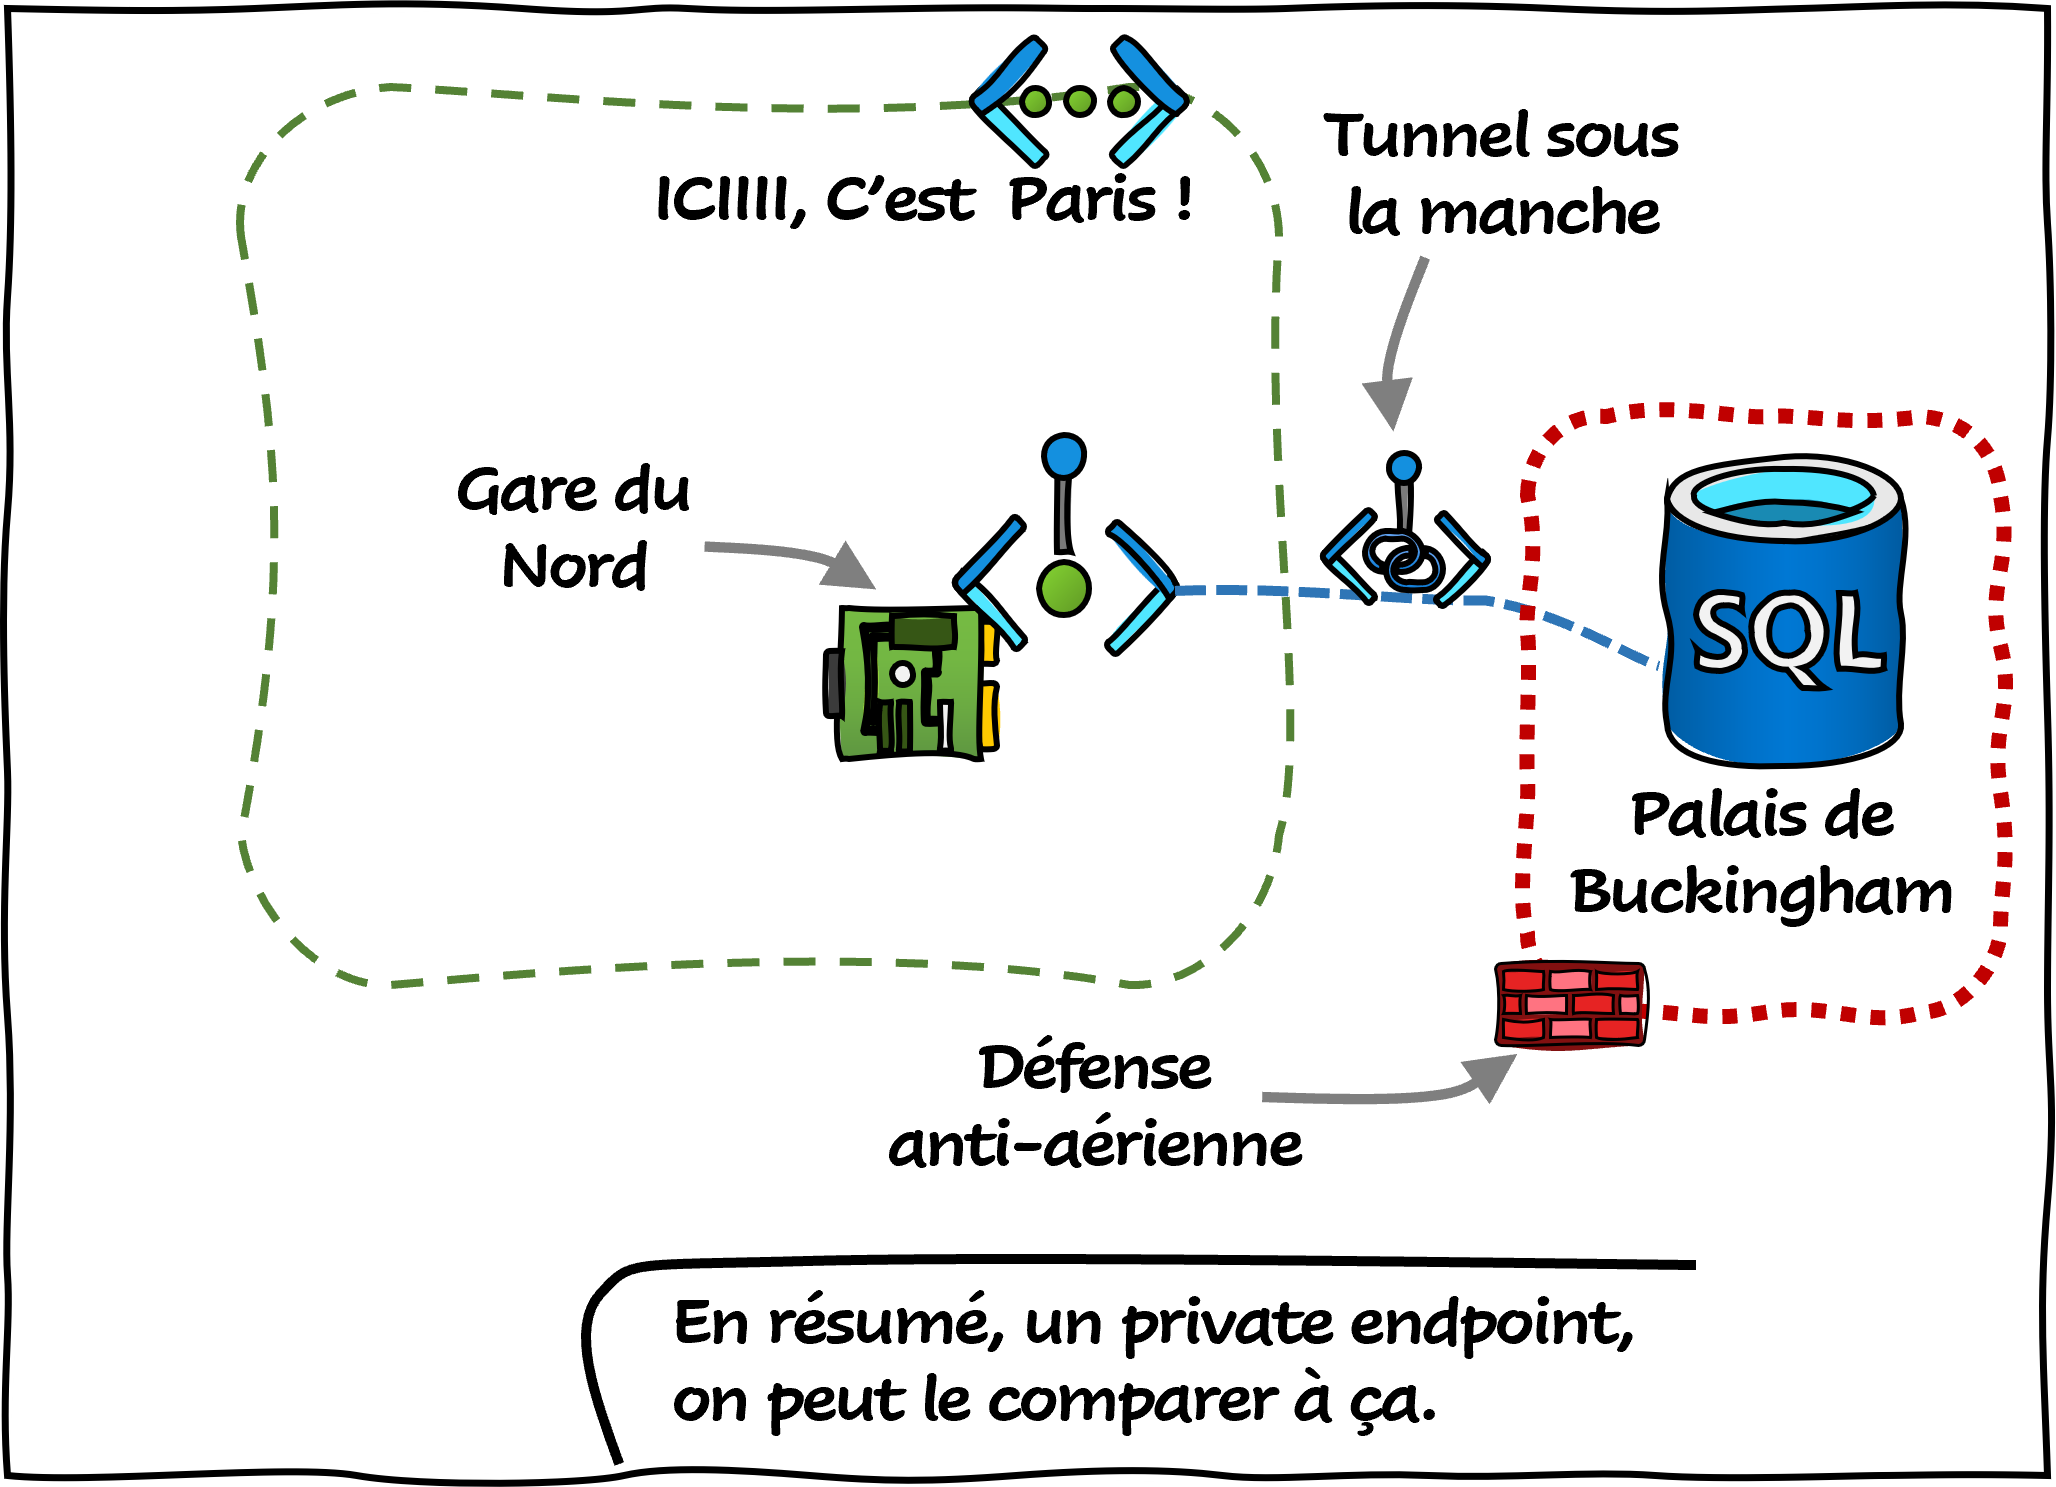 ICIIII, C'est Paris !
Tunnel sous
la manche
Gare du
Nord
SQL
Palais de
Buckingham
Défense
anti-aérienne
En résumé, un private endpoint,
on peut le comparer à ça.